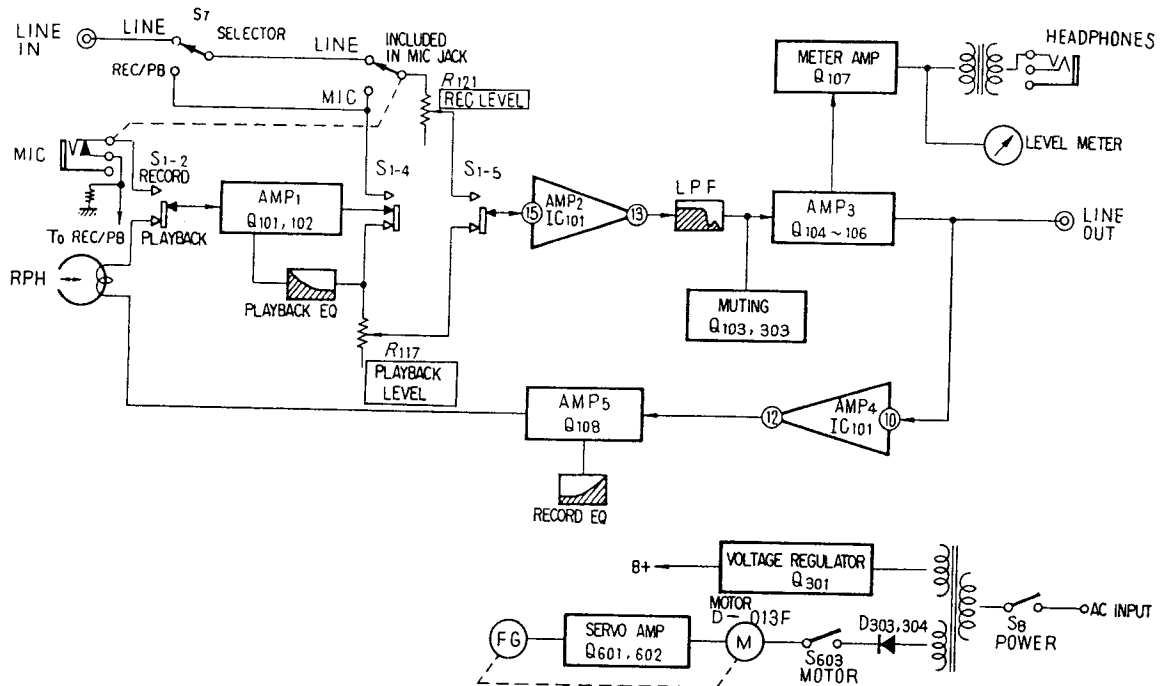 LINE IN
LINE
S7
SELECTOR
LINE
INCLUDED
IN MIC JACK
REC/PB
MIC
R121
REC LEVEL
METER AMP
Q107
HEADPHONES
LEVEL METER
MIC
S1-2
RECORD
S1-4
S1-5
AMP1
Q101, 102
15
AMP2
IC101
13
LPF
AMP3
Q104~106
LINE
OUT
To REC/PB
PLAYBACK
RPH
PLAYBACK EQ
MUTING
Q103, 303
R117
PLAYBACK
LEVEL
AMP5
Q108
12
AMP4
IC101
10
RECORD EQ
B+
VOLTAGE REGULATOR
Q301
MOTOR
D-013F
FG
SERVO AMP
Q601, 602
M
S603
MOTOR
D303, 304
S8
POWER
AC INPUT